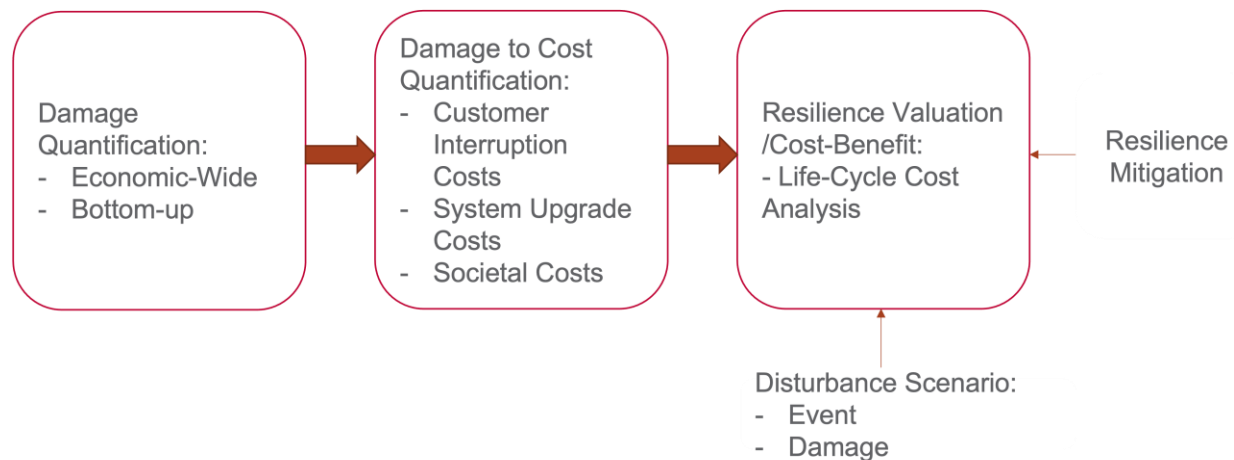 Damage
Quantification:
- Economic-Wide
- Bottom-up
Damage to Cost
Quantification:
- Customer
Interruption
Costs
- System Upgrade
Costs
- Societal Costs
Resilience Valuation
/Cost-Benefit:
- Life-Cycle Cost
Analysis
Resilience
Mitigation
Disturbance Scenario:
- Event
- Damage